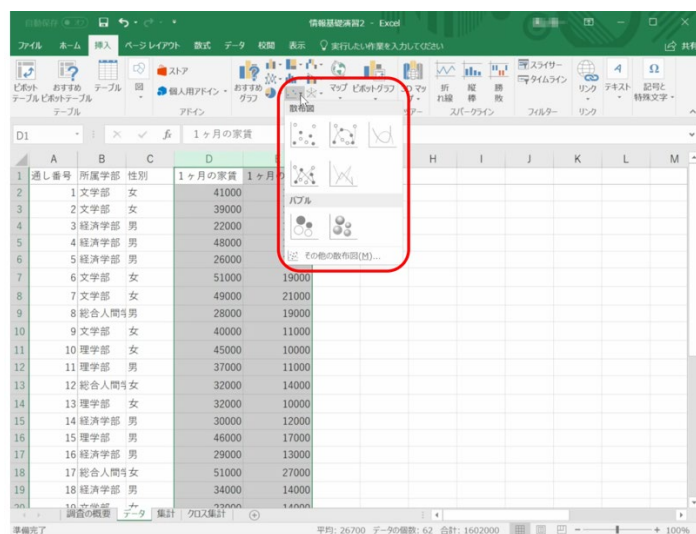 自動保存
情報基礎演習2 - Excel
ファイル ホーム 挿入 ページ レイアウト 数式 データ 校閲 表示 実行したい作業を入力してください 共有
ピボットテーブル おすすめピボットテーブル テーブル 図 ストア 個人用アドイン おすすめグラフ マップ ピボットグラフ 3D マップ 折れ線 縦棒 勝敗 スライサー タイムライン リンク テキスト 記号と特殊文字
テーブル アドイン スパークライン フィルター リンク
散布図
バブル
その他の散布図(M)...
D1 fx 1ヶ月の家賃
A B C D H I J K L M
1 通し番号 所属学部 性別 1ヶ月の家賃
2 1 文学部 女 41000
3 2 文学部 女 39000
4 3 経済学部 男 22000
5 4 経済学部 男 48000
6 5 経済学部 男 26000
7 6 文学部 女 51000 19000
8 7 文学部 女 49000 21000
9 8 総合人間 男 28000 19000
10 9 文学部 女 40000 11000
11 10 理学部 女 45000 10000
12 11 理学部 男 37000 11000
13 12 総合人間 女 32000 14000
14 13 理学部 女 32000 10000
15 14 経済学部 男 30000 12000
16 15 理学部 男 46000 17000
17 16 経済学部 男 29000 13000
18 17 総合人間 女 51000 27000
19 18 経済学部 男 34000 14000
調査の概要 データ 集計 クロス集計
準備完了 平均: 26700 データの個数: 62 合計: 1602000 100%